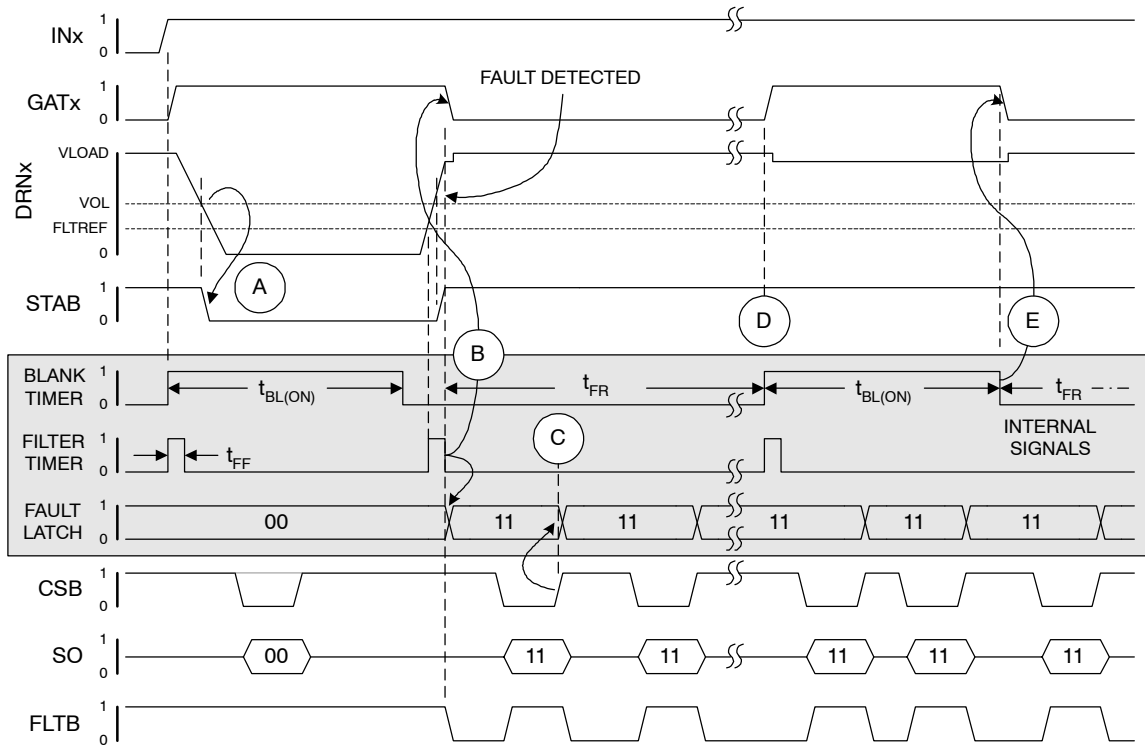 INx
1
0
GATx
1
0
FAULT DETECTED
DRNx
VLOAD
VOL
FLTREF
0
A
STAB
1
0
D
E
B
BLANK
TIMER
1
0
tBL(ON)
tFR
tBL(ON)
tFR
INTERNAL
SIGNALS
C
FILTER
TIMER
1
0
tFF
FAULT
LATCH
1
0
00
11
11
11
11
11
CSB
1
0
SO
1
0
00
11
11
11
11
11
FLTB
1
0